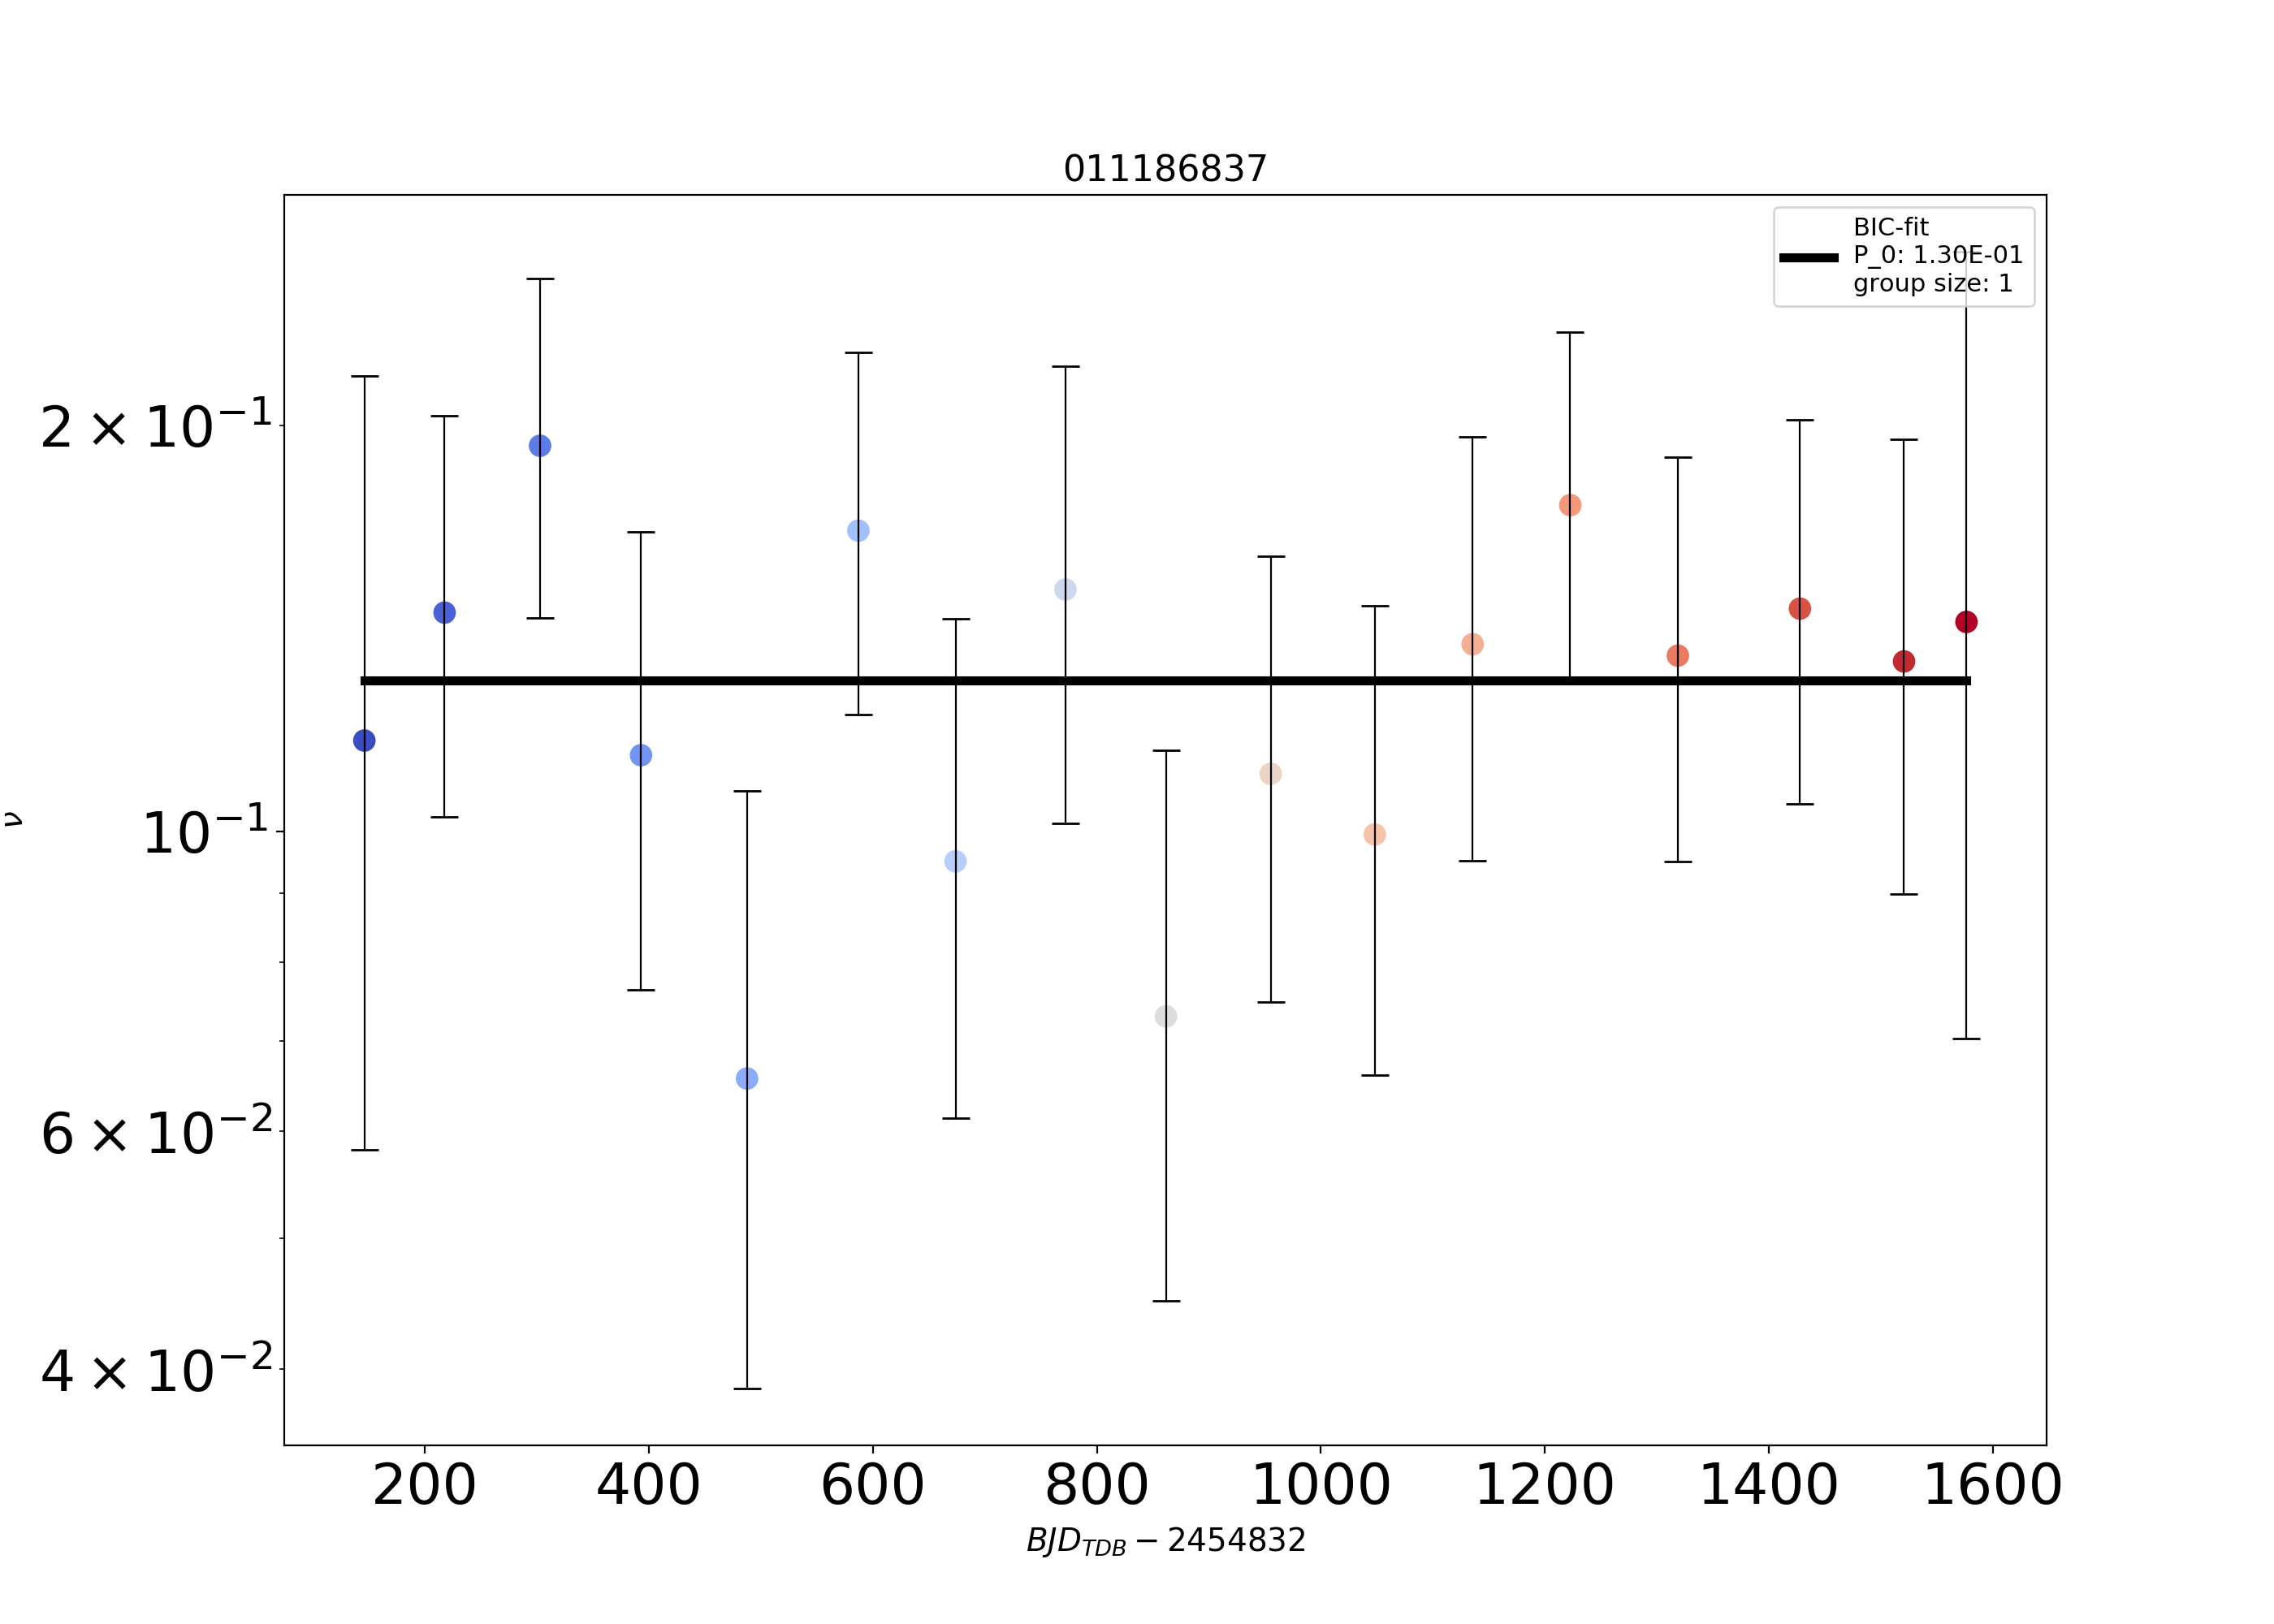 011186837
BIC-fit
P_0: 1.30E-01
group size: 1
2 × 10⁻¹
10⁻¹
6 × 10⁻²
4 × 10⁻²
ν
200 400 600 800 1000 1200 1400 1600
BJD_TDB − 2454832